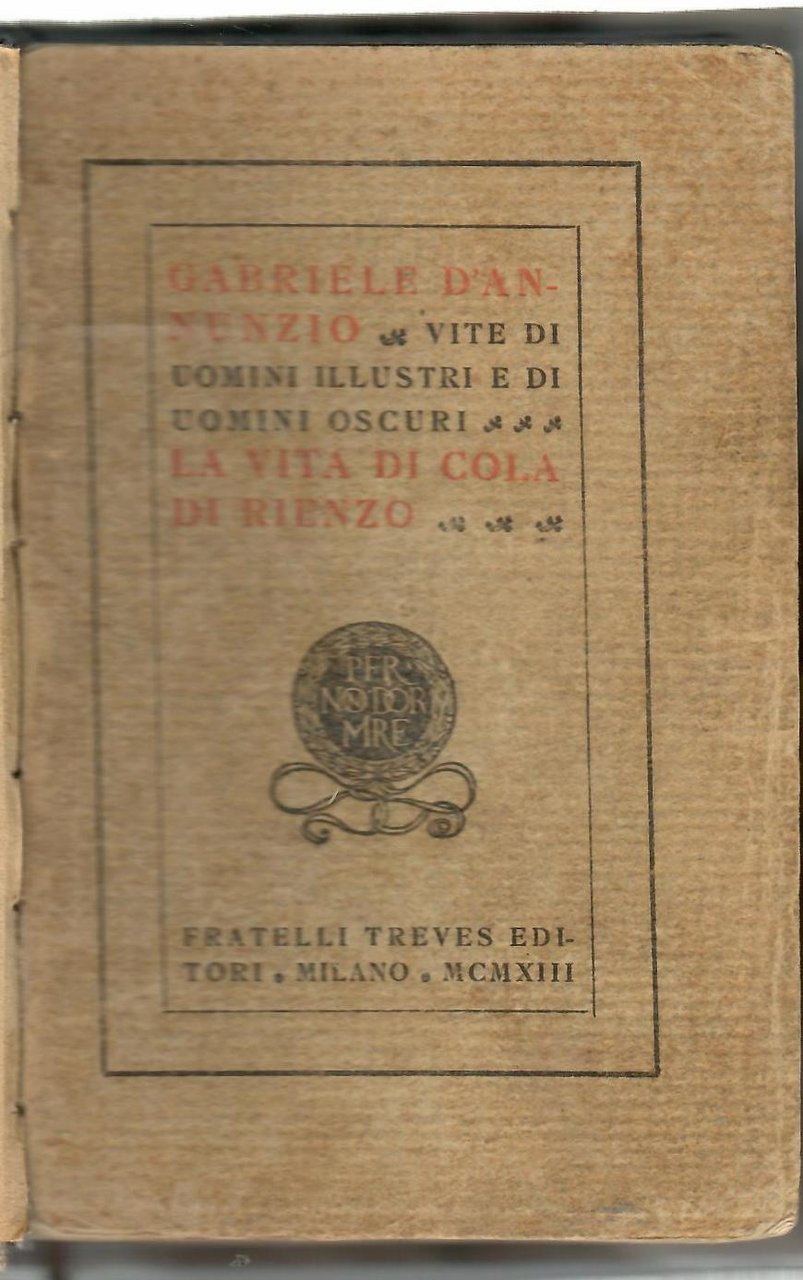 GABRIELE D'AN-
NUNZIO VITE DI
UOMINI ILLUSTRI E DI
UOMINI OSCURI
LA VITA DI COLA
DI RIENZO
PER
NO DOR
MIRE
FRATELLI TREVES EDI-
TORI . MILANO . MCMXIII